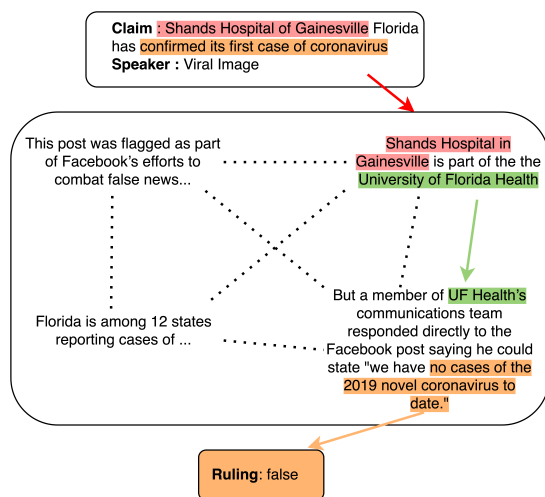 Claim : Shands Hospital of Gainesville Florida
has confirmed its first case of coronavirus
Speaker : Viral Image
This post was flagged as part
of Facebook's efforts to
combat false news...
Shands Hospital in
Gainesville is part of the the
University of Florida Health
Florida is among 12 states
reporting cases of ...
But a member of UF Health's
communications team
responded directly to the
Facebook post saying he could
state "we have no cases of the
2019 novel coronavirus to
date."
Ruling: false